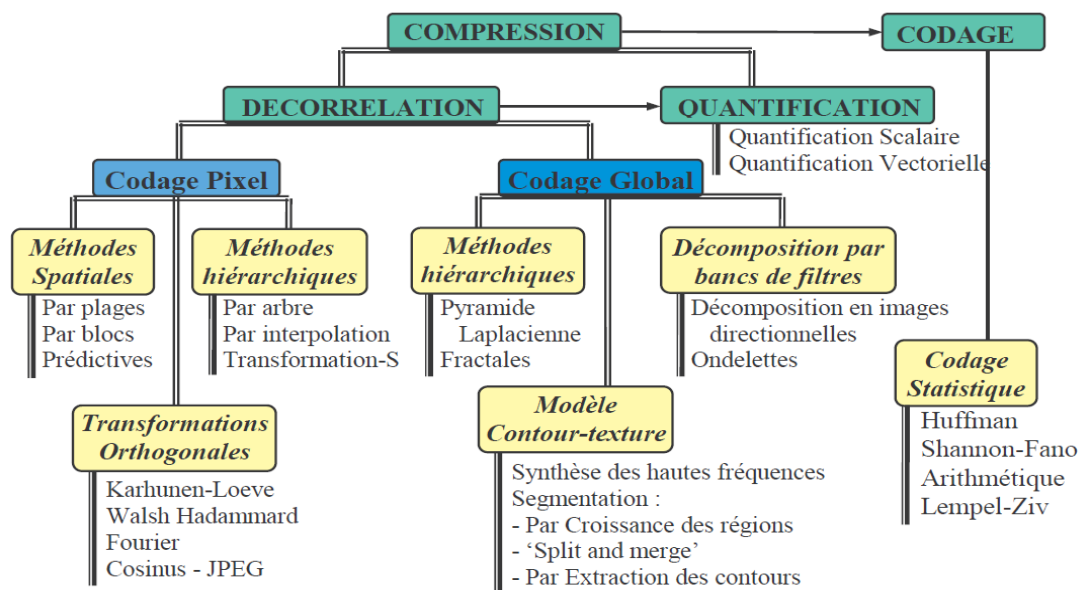 COMPRESSION
CODAGE
DECORRELATION
QUANTIFICATION
Quantification Scalaire
Quantification Vectorielle
Codage Pixel
Codage Global
Méthodes
Spatiales
Par plages
Par blocs
Prédictives
Méthodes
hiérarchiques
Par arbre
Par interpolation
Transformation-S
Méthodes
hiérarchiques
Pyramide
Laplacienne
Fractales
Décomposition par
bancs de filtres
Décomposition en images
directionnelles
Ondelettes
Codage
Statistique
Huffman
Shannon-Fano
Arithmétique
Lempel-Ziv
Transformations
Orthogonales
Karhunen-Loeve
Walsh Hadammard
Fourier
Cosinus - JPEG
Modèle
Contour-texture
Synthèse des hautes fréquences
Segmentation :
- Par Croissance des régions
- ‘Split and merge’
- Par Extraction des contours